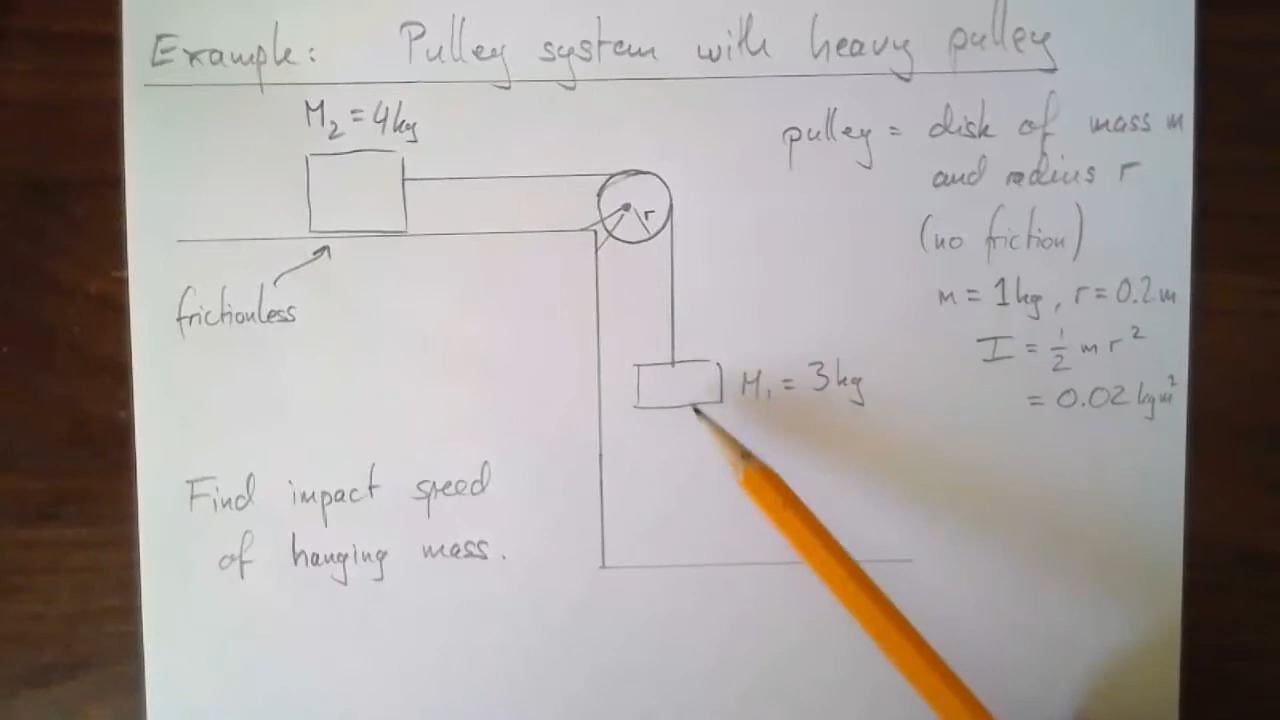 Example: Pulley system with heavy pulley
M₂ = 4kg
pulley = disk of mass m
and radius r
(no friction)
r
frictionless
m = 1kg, r = 0.2m
I = ½ m r²
= 0.02 kgm²
M₁ = 3kg
Find impact speed
of hanging mass.